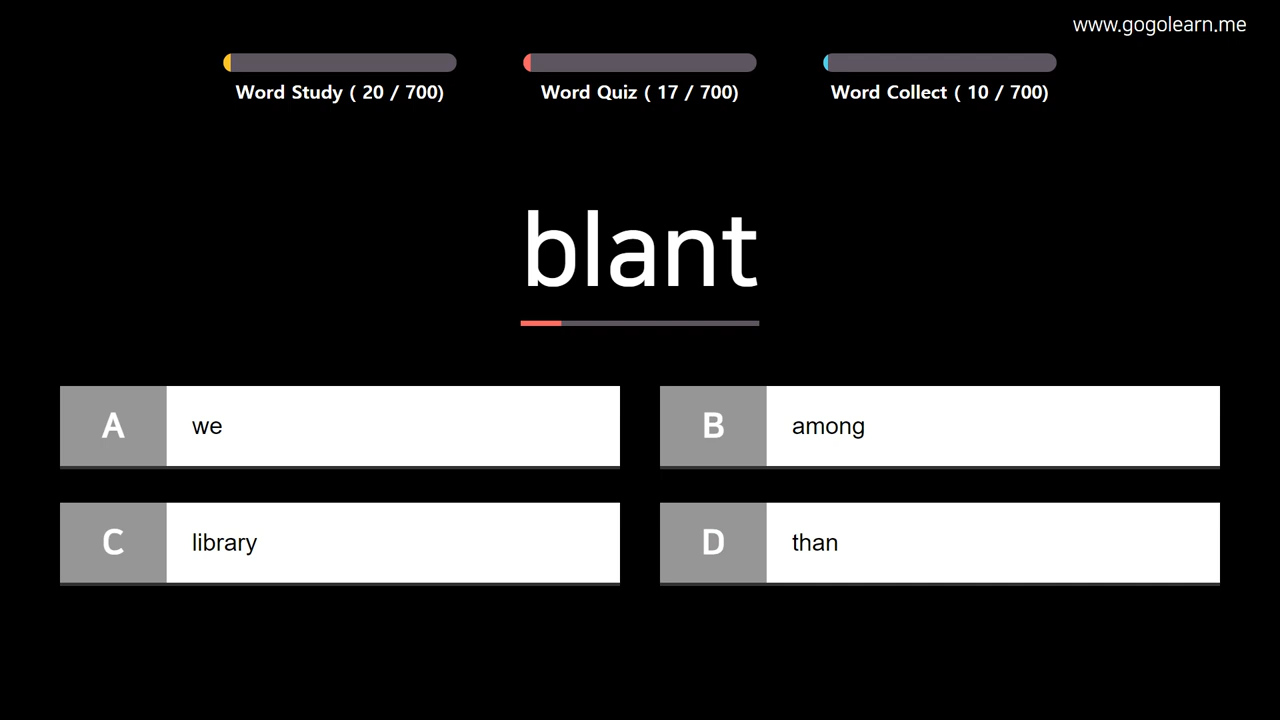 www.gogolearn.me
Word Study ( 20 / 700)
Word Quiz ( 17 / 700)
Word Collect ( 10 / 700)
blant
A we
B among
C library
D than